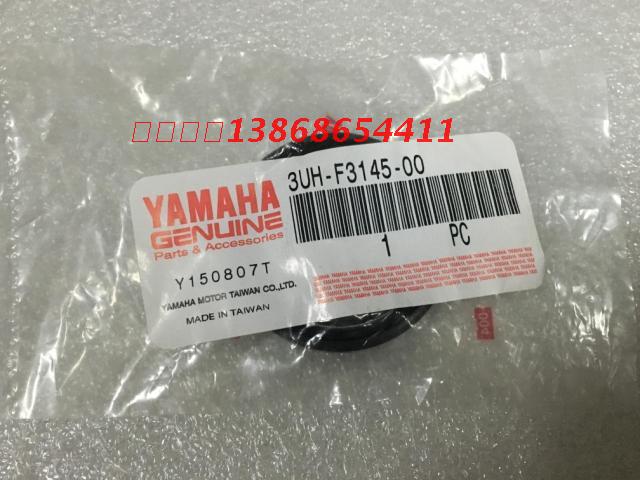 13868654411
3UH-F3145-00
YAMAHA
GENUINE
Parts & Accessories
1 PC
Y150807T
YAMAHA MOTOR TAIWAN CO.,LTD.
MADE IN TAIWAN
004